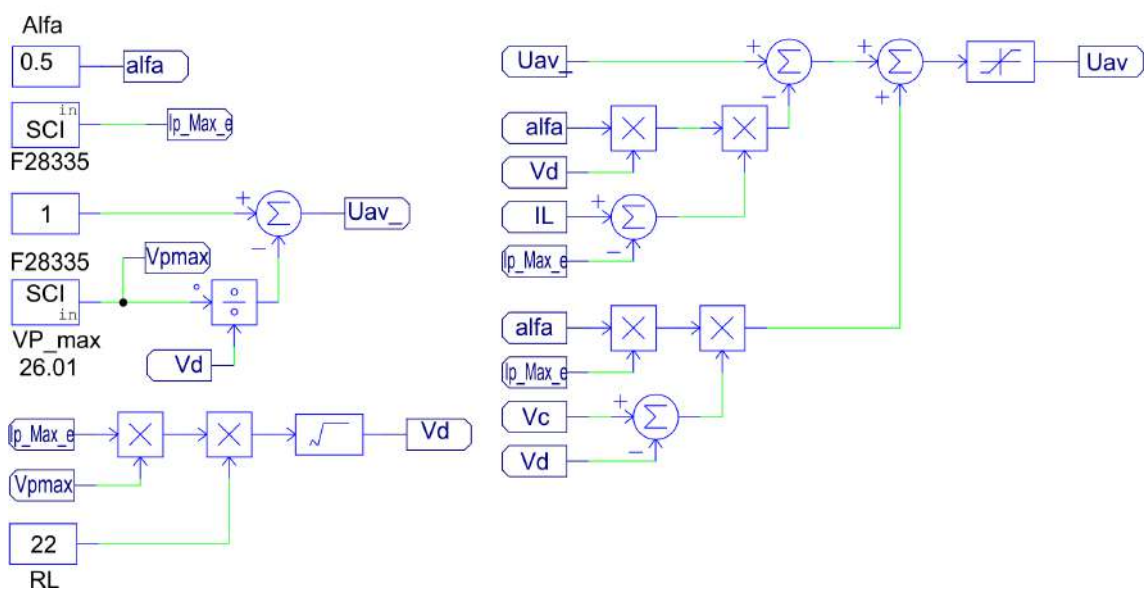 Alfa
0.5
alfa
in
SCI
F28335
Ip_Max_e
1
+
Σ
−
Uav_
F28335
Vpmax
SCI
in
VP_max
26.01
÷
Vd
Ip_Max_e
×
×
√
Vd
Vpmax
22
RL
Uav_
+
Σ
−
+
Σ
+
Uav
alfa
×
×
Vd
IL
+
Σ
−
Ip_Max_e
alfa
×
×
Ip_Max_e
Vc
+
Σ
−
Vd